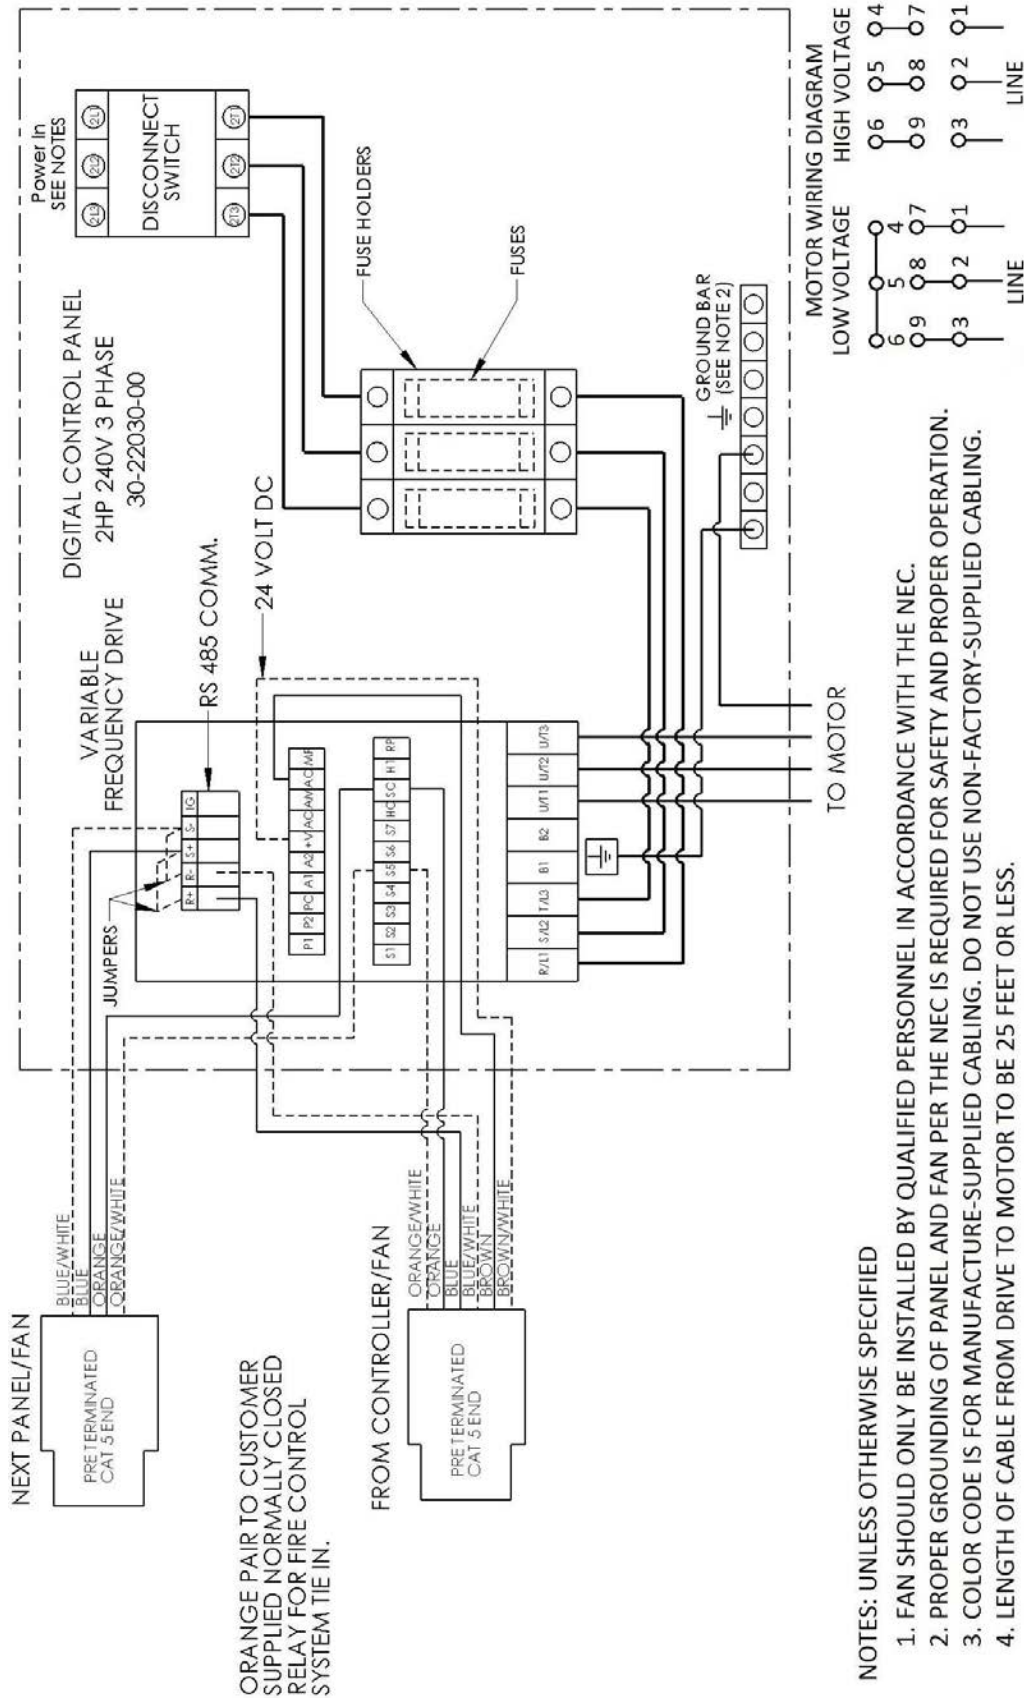 NEXT PANEL/FAN
PRETERMINATED
CAT 5 END
BLUE/WHITE
BLUE
ORANGE
ORANGE/WHITE
JUMPERS
VARIABLE
FREQUENCY DRIVE
DIGITAL CONTROL PANEL
2HP 240V 3 PHASE
30-22030-00
Power In
SEE NOTES
2L3 2L2 2L1
DISCONNECT
SWITCH
2T3 2T2 2T1
R+ R- S+ S- IG
RS 485 COMM.
24 VOLT DC
P1 P2 PC A1 A2 +V AC AM AC MP
S1 S2 S3 S4 S5 S6 S7 HC SC H1 RP
R/L1 S/L2 T/L3 B1 B2 U/T1 U/T2 U/T3
FUSE HOLDERS
FUSES
ORANGE PAIR TO CUSTOMER
SUPPLIED NORMALLY CLOSED
RELAY FOR FIRE CONTROL
SYSTEM TIE IN.
FROM CONTROLLER/FAN
PRETERMINATED
CAT 5 END
ORANGE/WHITE
ORANGE
BLUE
BLUE/WHITE
BROWN
BROWN/WHITE
GROUND BAR
(SEE NOTE 2)
TO MOTOR
MOTOR WIRING DIAGRAM
LOW VOLTAGE HIGH VOLTAGE
6 5 4 6 5 4
9 8 7 9 8 7
3 2 1 3 2 1
LINE LINE
NOTES: UNLESS OTHERWISE SPECIFIED
1. FAN SHOULD ONLY BE INSTALLED BY QUALIFIED PERSONNEL IN ACCORDANCE WITH THE NEC.
2. PROPER GROUNDING OF PANEL AND FAN PER THE NEC IS REQUIRED FOR SAFETY AND PROPER OPERATION.
3. COLOR CODE IS FOR MANUFACTURE-SUPPLIED CABLING. DO NOT USE NON-FACTORY-SUPPLIED CABLING.
4. LENGTH OF CABLE FROM DRIVE TO MOTOR TO BE 25 FEET OR LESS.